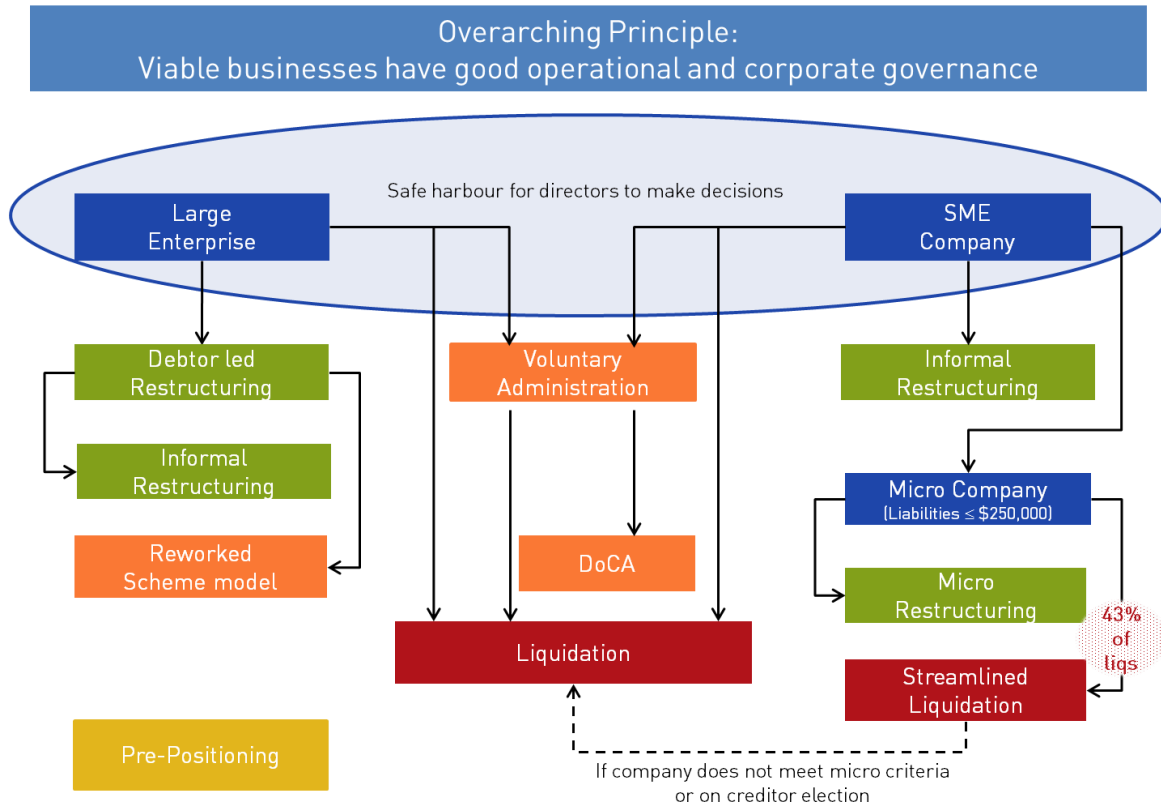 Overarching Principle:
Viable businesses have good operational and corporate governance
Safe harbour for directors to make decisions
Large
Enterprise
SME
Company
Debtor led
Restructuring
Voluntary
Administration
Informal
Restructuring
Informal
Restructuring
Micro Company
(Liabilities ≤ $250,000)
Reworked
Scheme model
DoCA
Micro
Restructuring
43%
of
liqs
Liquidation
Streamlined
Liquidation
Pre-Positioning
If company does not meet micro criteria
or on creditor election